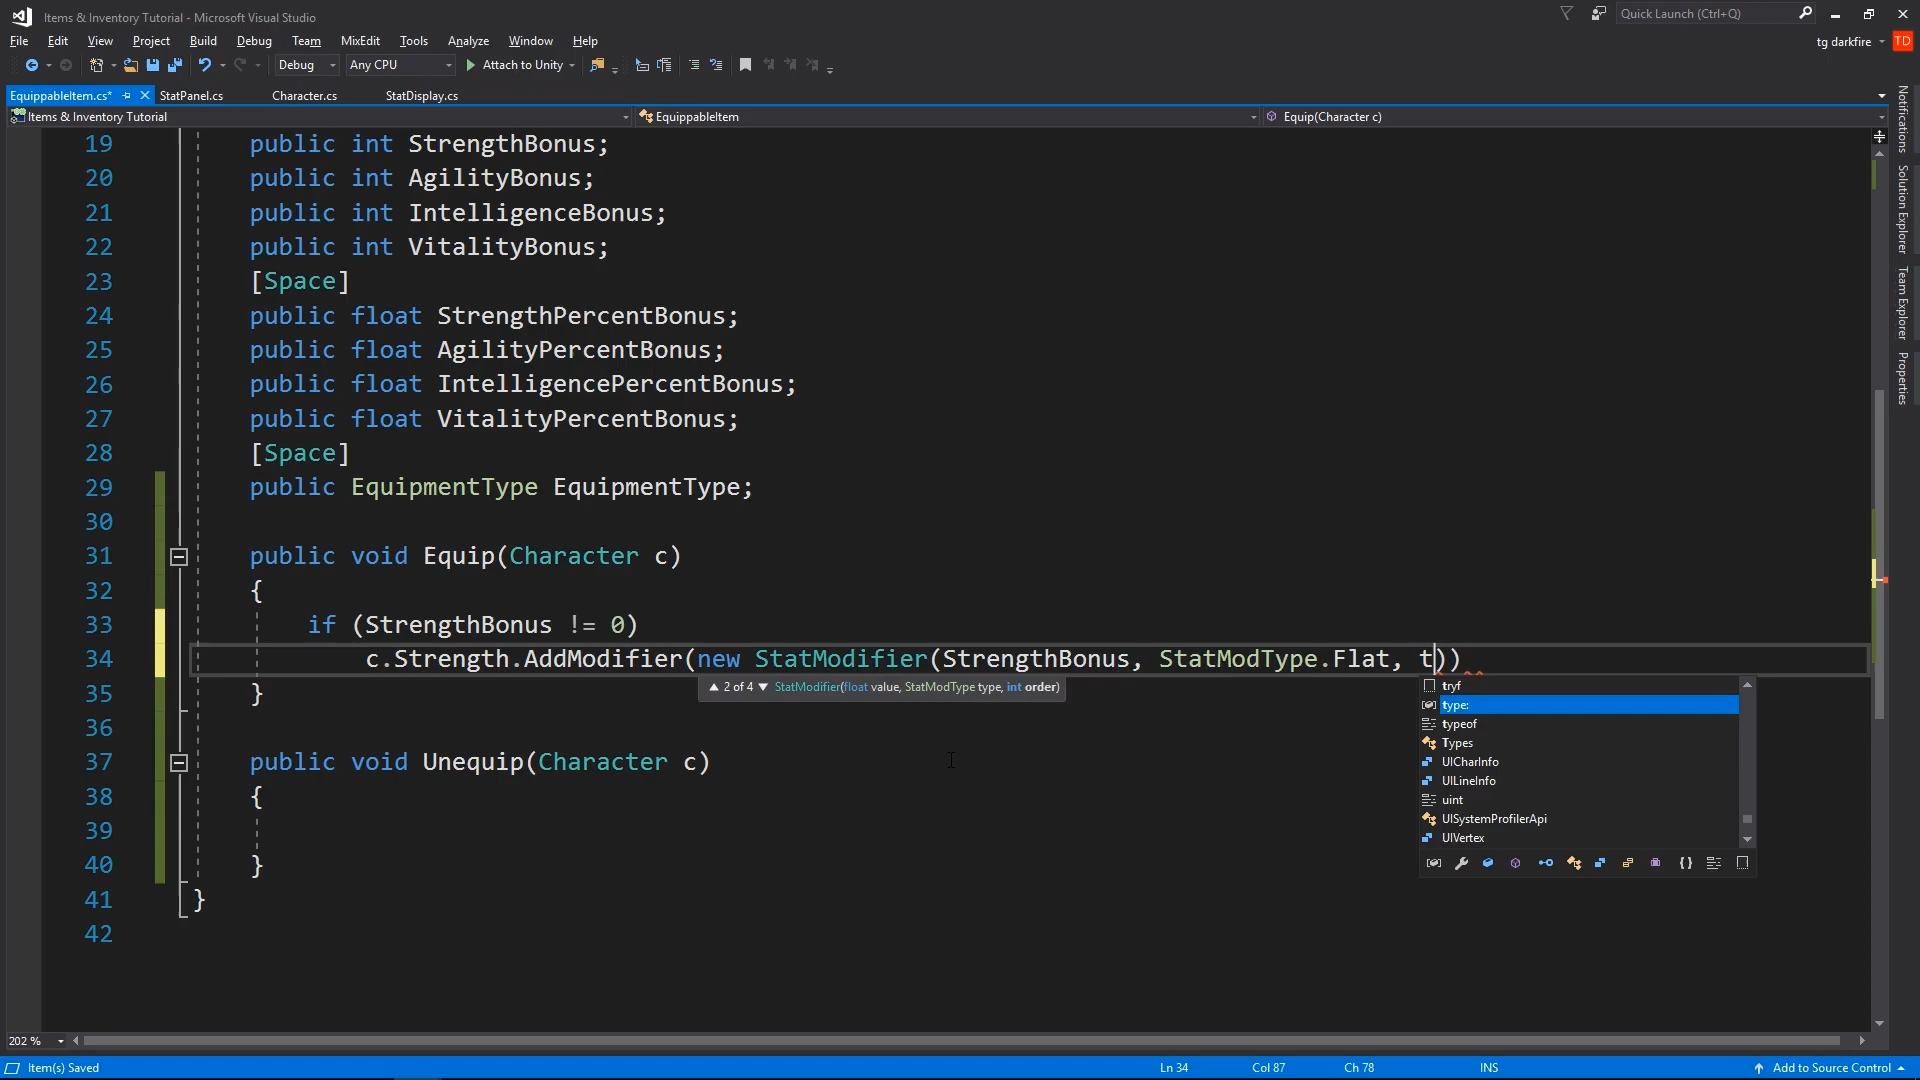 Items & Inventory Tutorial - Microsoft Visual Studio
Quick Launch (Ctrl+Q)
File Edit View Project Build Debug Team MixEdit Tools Analyze Window Help
tg darkfire TD
Debug Any CPU Attach to Unity
EquippableItem.cs* StatPanel.cs Character.cs StatDisplay.cs
Items & Inventory Tutorial EquippableItem Equip(Character c)
19 public int StrengthBonus;
20 public int AgilityBonus;
21 public int IntelligenceBonus;
22 public int VitalityBonus;
23 [Space]
24 public float StrengthPercentBonus;
25 public float AgilityPercentBonus;
26 public float IntelligencePercentBonus;
27 public float VitalityPercentBonus;
28 [Space]
29 public EquipmentType EquipmentType;
30
31 public void Equip(Character c)
32 {
33 if (StrengthBonus != 0)
34 c.Strength.AddModifier(new StatModifier(StrengthBonus, StatModType.Flat, t))
35 }
2 of 4 StatModifier(float value, StatModType type, int order)
36
37 public void Unequip(Character c)
38 {
39
40 }
41 }
42
tryf
type:
typeof
Types
UICharInfo
UILineInfo
uint
UISystemProfilerApi
UIVertex
Notifications
Solution Explorer
Team Explorer
Properties
202 %
Item(s) Saved Ln 34 Col 87 Ch 78 INS Add to Source Control